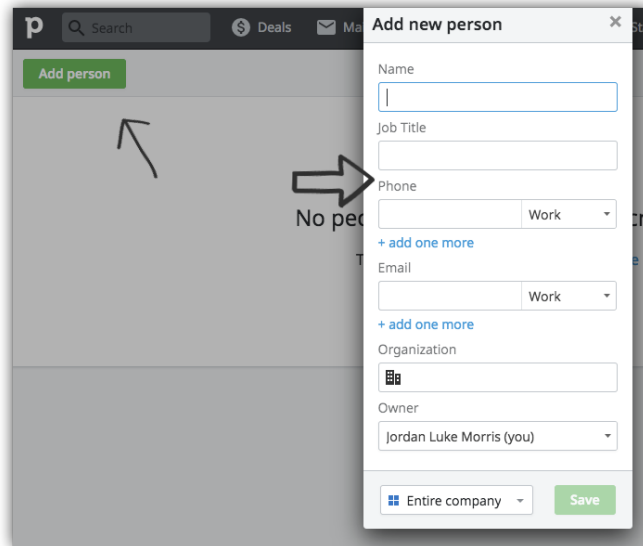 p Search Deals Ma
Add new person ×
St
Add person
Name
Job Title
Phone
Work
No peo
cr
+ add one more
T
e
Email
Work
+ add one more
Organization
Owner
Jordan Luke Morris (you)
Entire company
Save